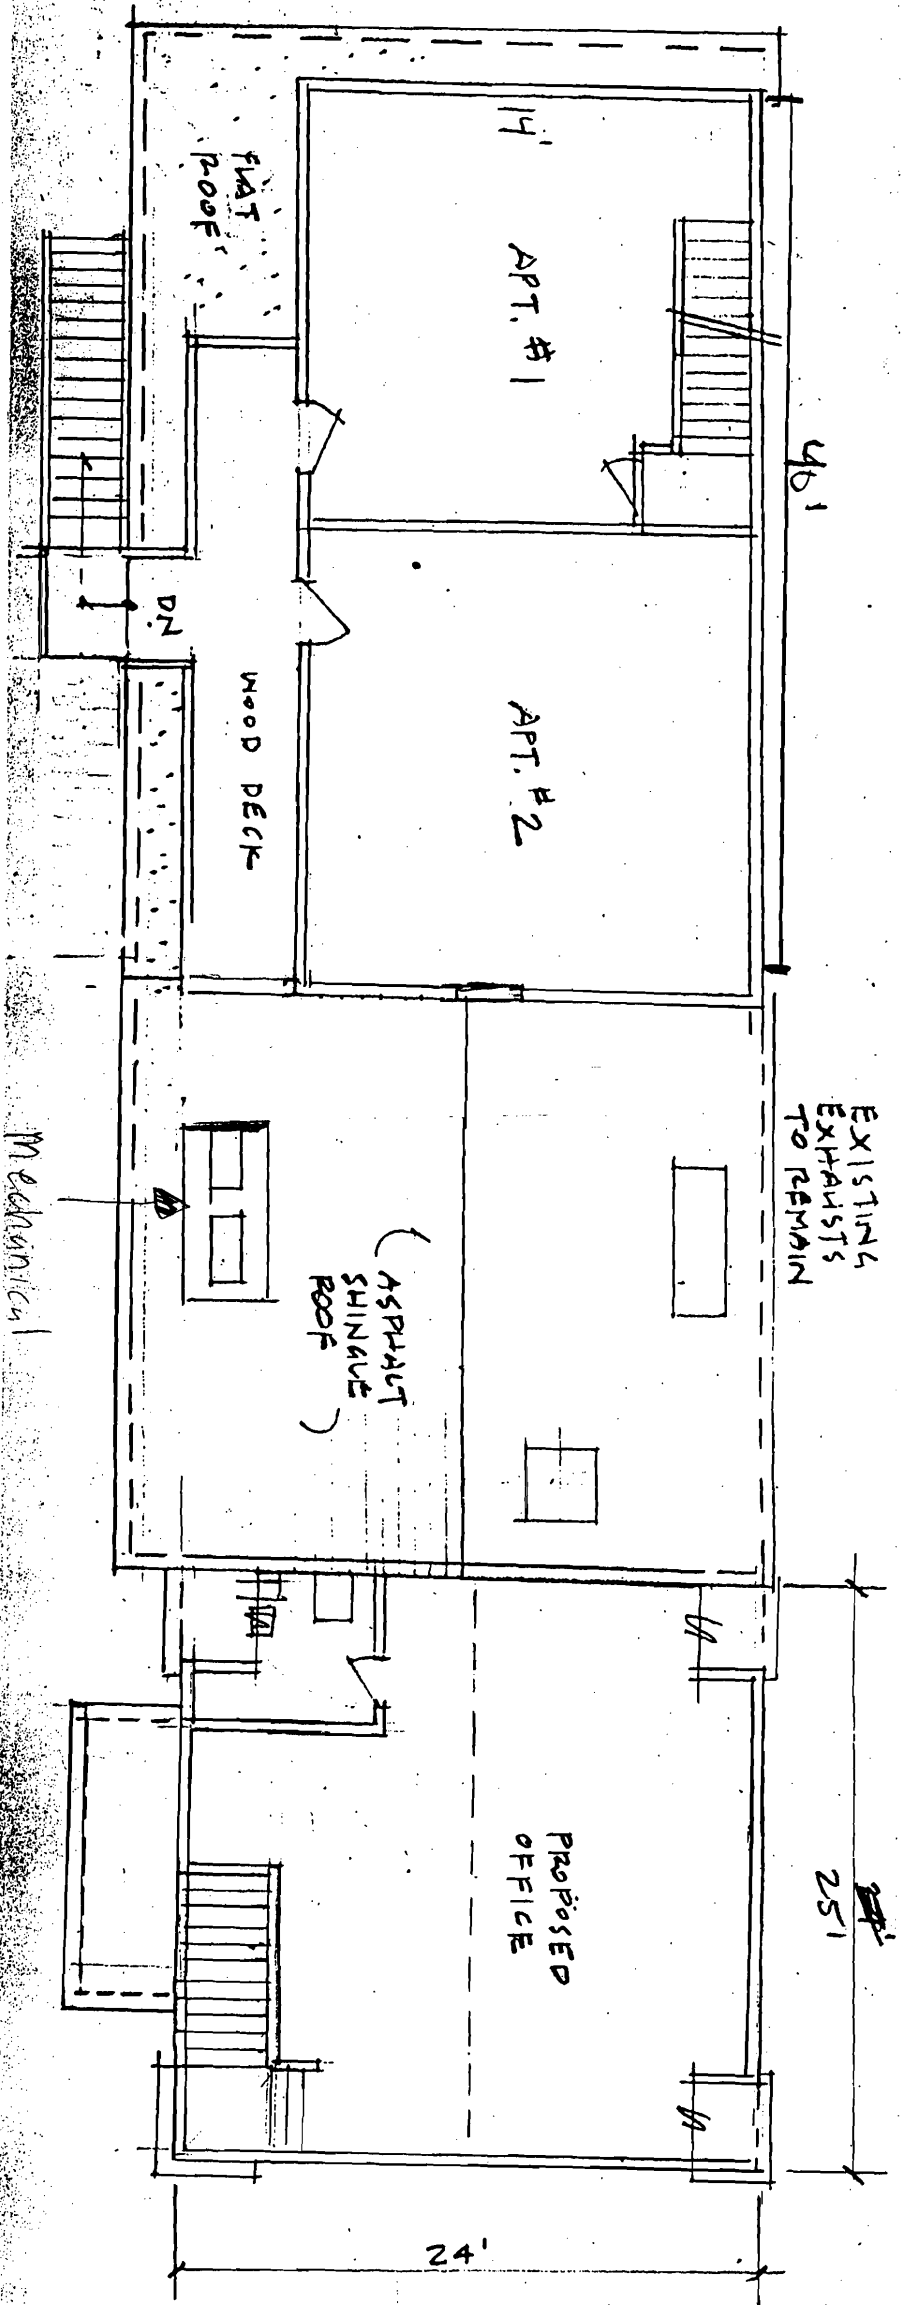 FLAT
ROOF
14'
APT. #1
46'
DN
WOOD DECK
APT. #2
EXISTING
EXHAUSTS
TO REMAIN
Mechanical
ASPHALT
SHINGLE
ROOF
PROPOSED
OFFICE
25'
24'